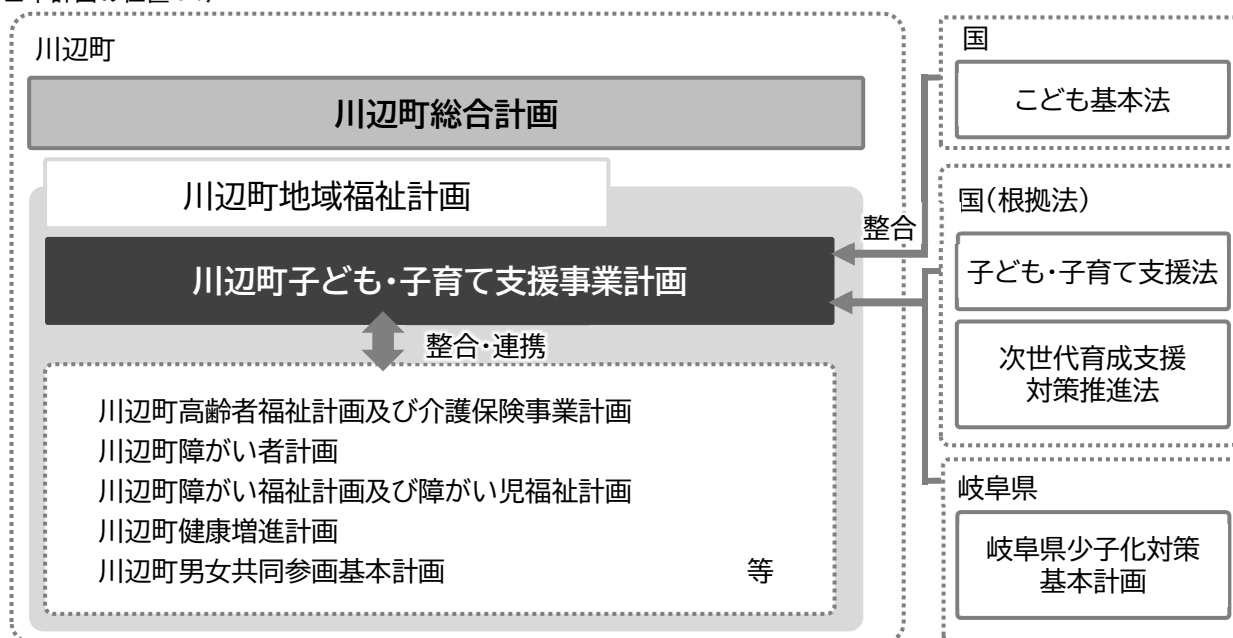 川辺町
川辺町総合計画
川辺町地域福祉計画
川辺町子ども・子育て支援事業計画
整合・連携
川辺町高齢者福祉計画及び介護保険事業計画
川辺町障がい者計画
川辺町障がい福祉計画及び障がい児福祉計画
川辺町健康増進計画
川辺町男女共同参画基本計画 等
整合
国
こども基本法
国(根拠法)
子ども・子育て支援法
次世代育成支援
対策推進法
岐阜県
岐阜県少子化対策
基本計画